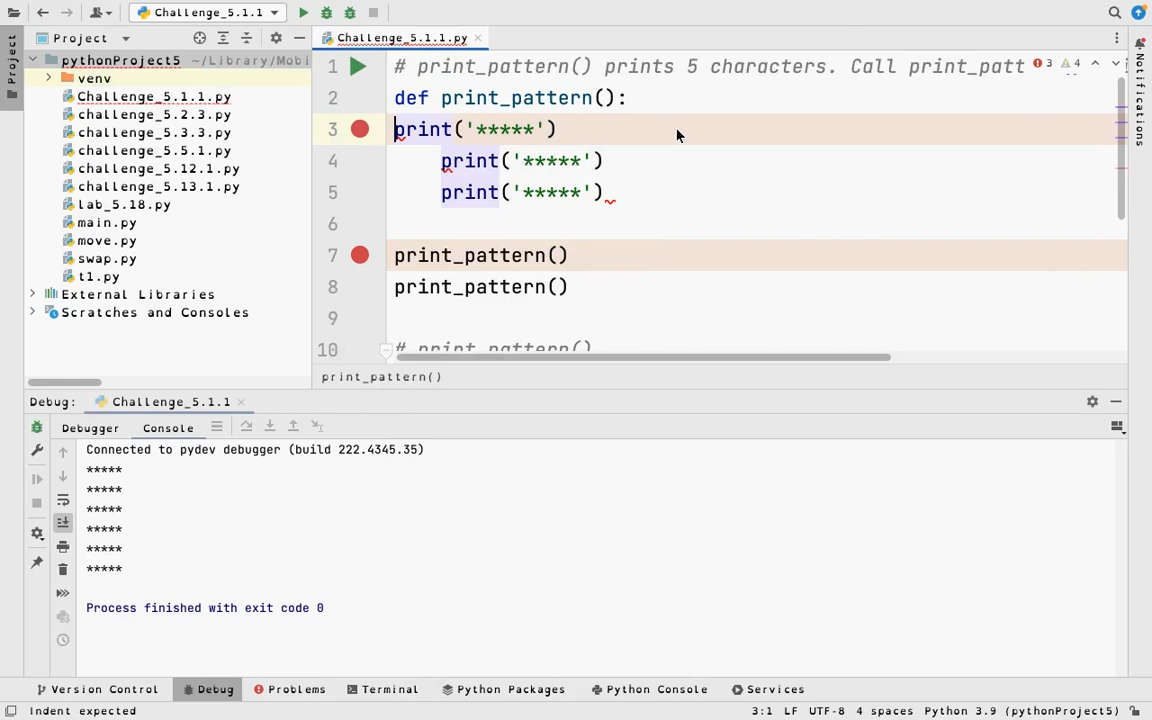 Challenge_5.1.1
Project
Challenge_5.1.1.py
Project
pythonProject5 ~/Library/Mobi
venv
Challenge_5.1.1.py
challenge_5.2.3.py
challenge_5.3.3.py
challenge_5.5.1.py
challenge_5.12.1.py
challenge_5.13.1.py
lab_5.18.py
main.py
move.py
swap.py
t1.py
External Libraries
Scratches and Consoles
1 # print_pattern() prints 5 characters. Call print_patt
3 4
2 def print_pattern():
3 print('*****')
4     print('*****')
5     print('*****')
6
7 print_pattern()
8 print_pattern()
9
10 # print_pattern()
print_pattern()
Notifications
Debug: Challenge_5.1.1
Debugger Console
Connected to pydev debugger (build 222.4345.35)
*****
*****
*****
*****
*****
*****
Process finished with exit code 0
Version Control Debug Problems Terminal Python Packages Python Console Services
Indent expected 3:1 LF UTF-8 4 spaces Python 3.9 (pythonProject5)